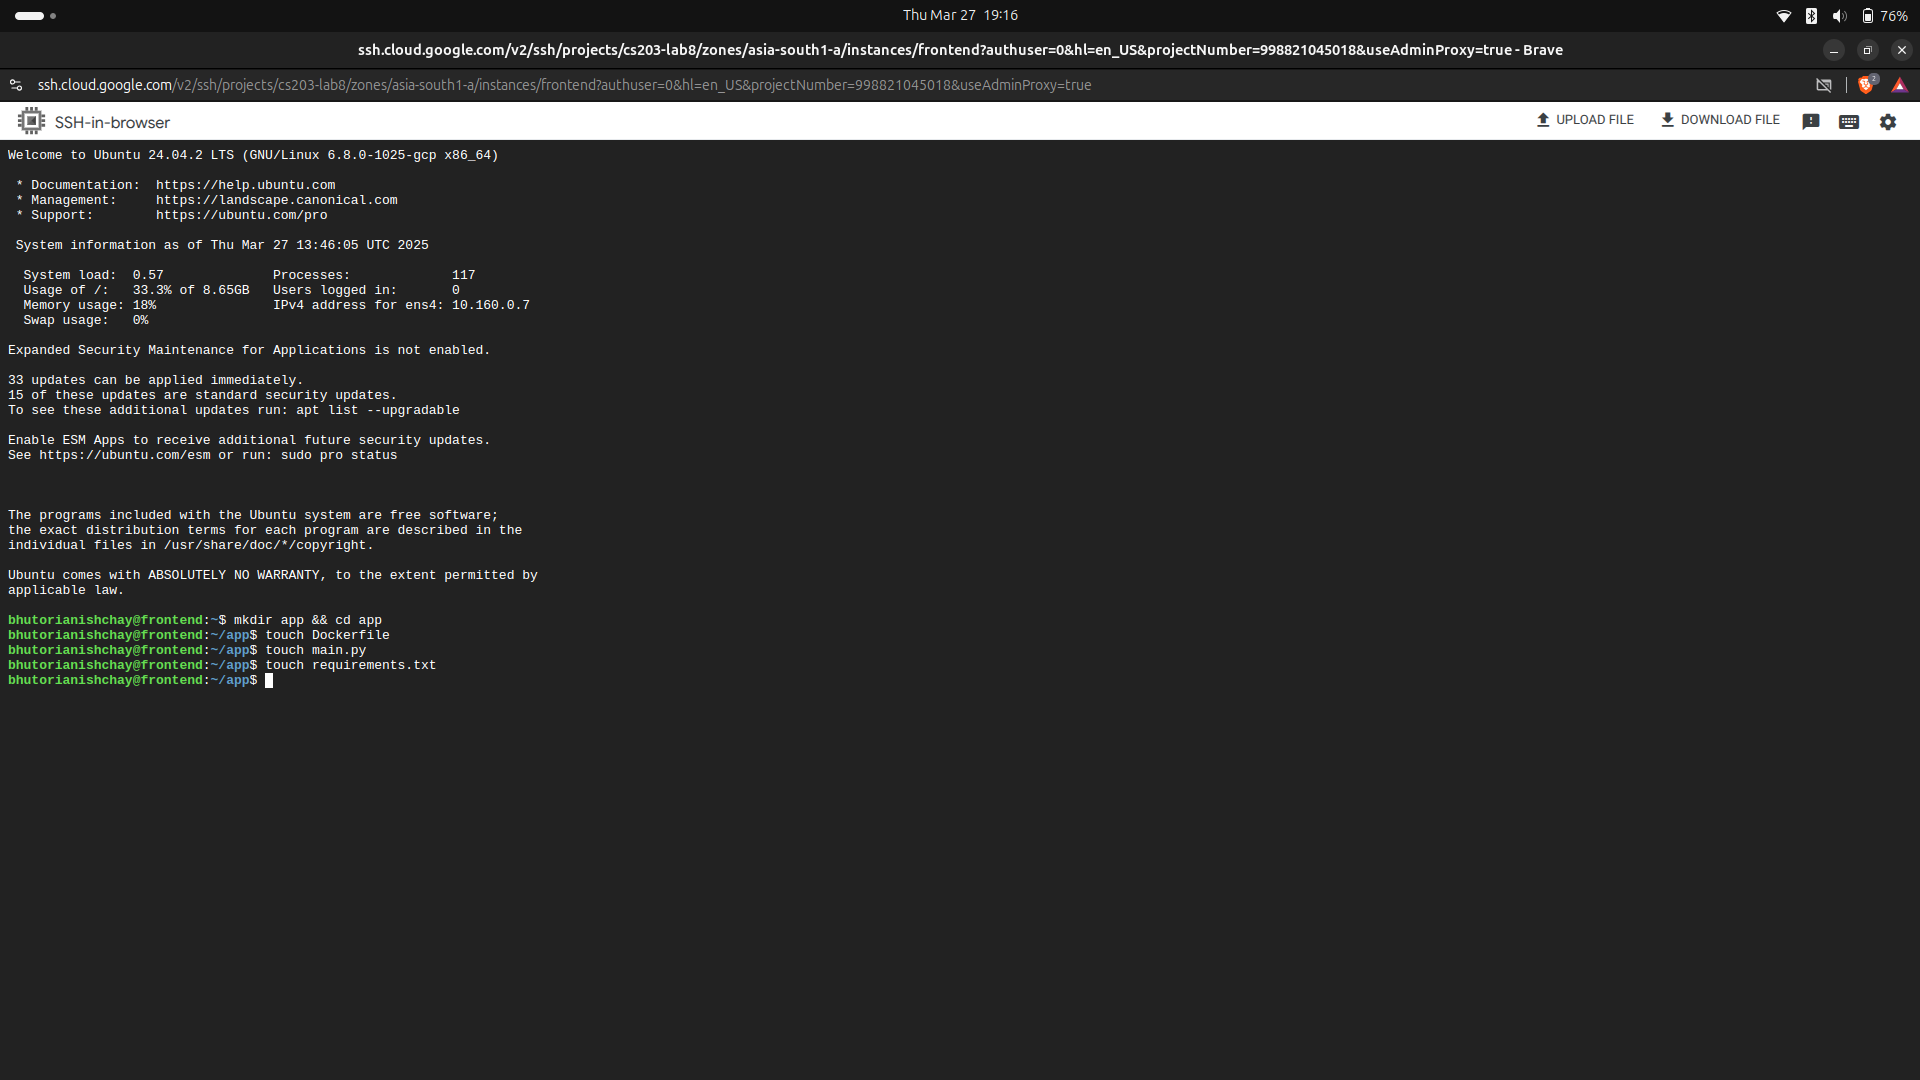 Thu Mar 27  19:16
76%
ssh.cloud.google.com/v2/ssh/projects/cs203-lab8/zones/asia-south1-a/instances/frontend?authuser=0&hl=en_US&projectNumber=998821045018&useAdminProxy=true - Brave
ssh.cloud.google.com/v2/ssh/projects/cs203-lab8/zones/asia-south1-a/instances/frontend?authuser=0&hl=en_US&projectNumber=998821045018&useAdminProxy=true
2
SSH-in-browser
UPLOAD FILE
DOWNLOAD FILE
Welcome to Ubuntu 24.04.2 LTS (GNU/Linux 6.8.0-1025-gcp x86_64)
* Documentation:  https://help.ubuntu.com
* Management:     https://landscape.canonical.com
* Support:        https://ubuntu.com/pro
System information as of Thu Mar 27 13:46:05 UTC 2025
System load:  0.57              Processes:             117
Usage of /:   33.3% of 8.65GB   Users logged in:       0
Memory usage: 18%               IPv4 address for ens4: 10.160.0.7
Swap usage:   0%
Expanded Security Maintenance for Applications is not enabled.
33 updates can be applied immediately.
15 of these updates are standard security updates.
To see these additional updates run: apt list --upgradable
Enable ESM Apps to receive additional future security updates.
See https://ubuntu.com/esm or run: sudo pro status
The programs included with the Ubuntu system are free software;
the exact distribution terms for each program are described in the
individual files in /usr/share/doc/*/copyright.
Ubuntu comes with ABSOLUTELY NO WARRANTY, to the extent permitted by
applicable law.
bhutorianishchay@frontend:~$ mkdir app && cd app
bhutorianishchay@frontend:~/app$ touch Dockerfile
bhutorianishchay@frontend:~/app$ touch main.py
bhutorianishchay@frontend:~/app$ touch requirements.txt
bhutorianishchay@frontend:~/app$